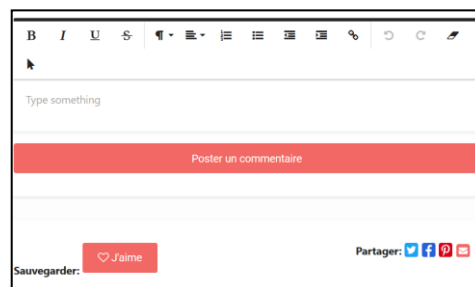 B I U S
Type something
Poster un commentaire
Sauvegarder: J'aime
Partager: